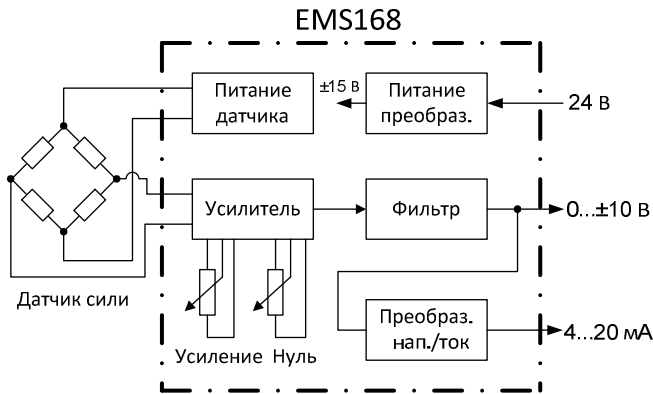 EMS168
Питание
датчика
±15 В
Питание
преобраз.
24 В
Усилитель
Фильтр
0...±10 В
Датчик сили
Усиление
Нуль
Преобраз.
нап./ток
4...20 мА